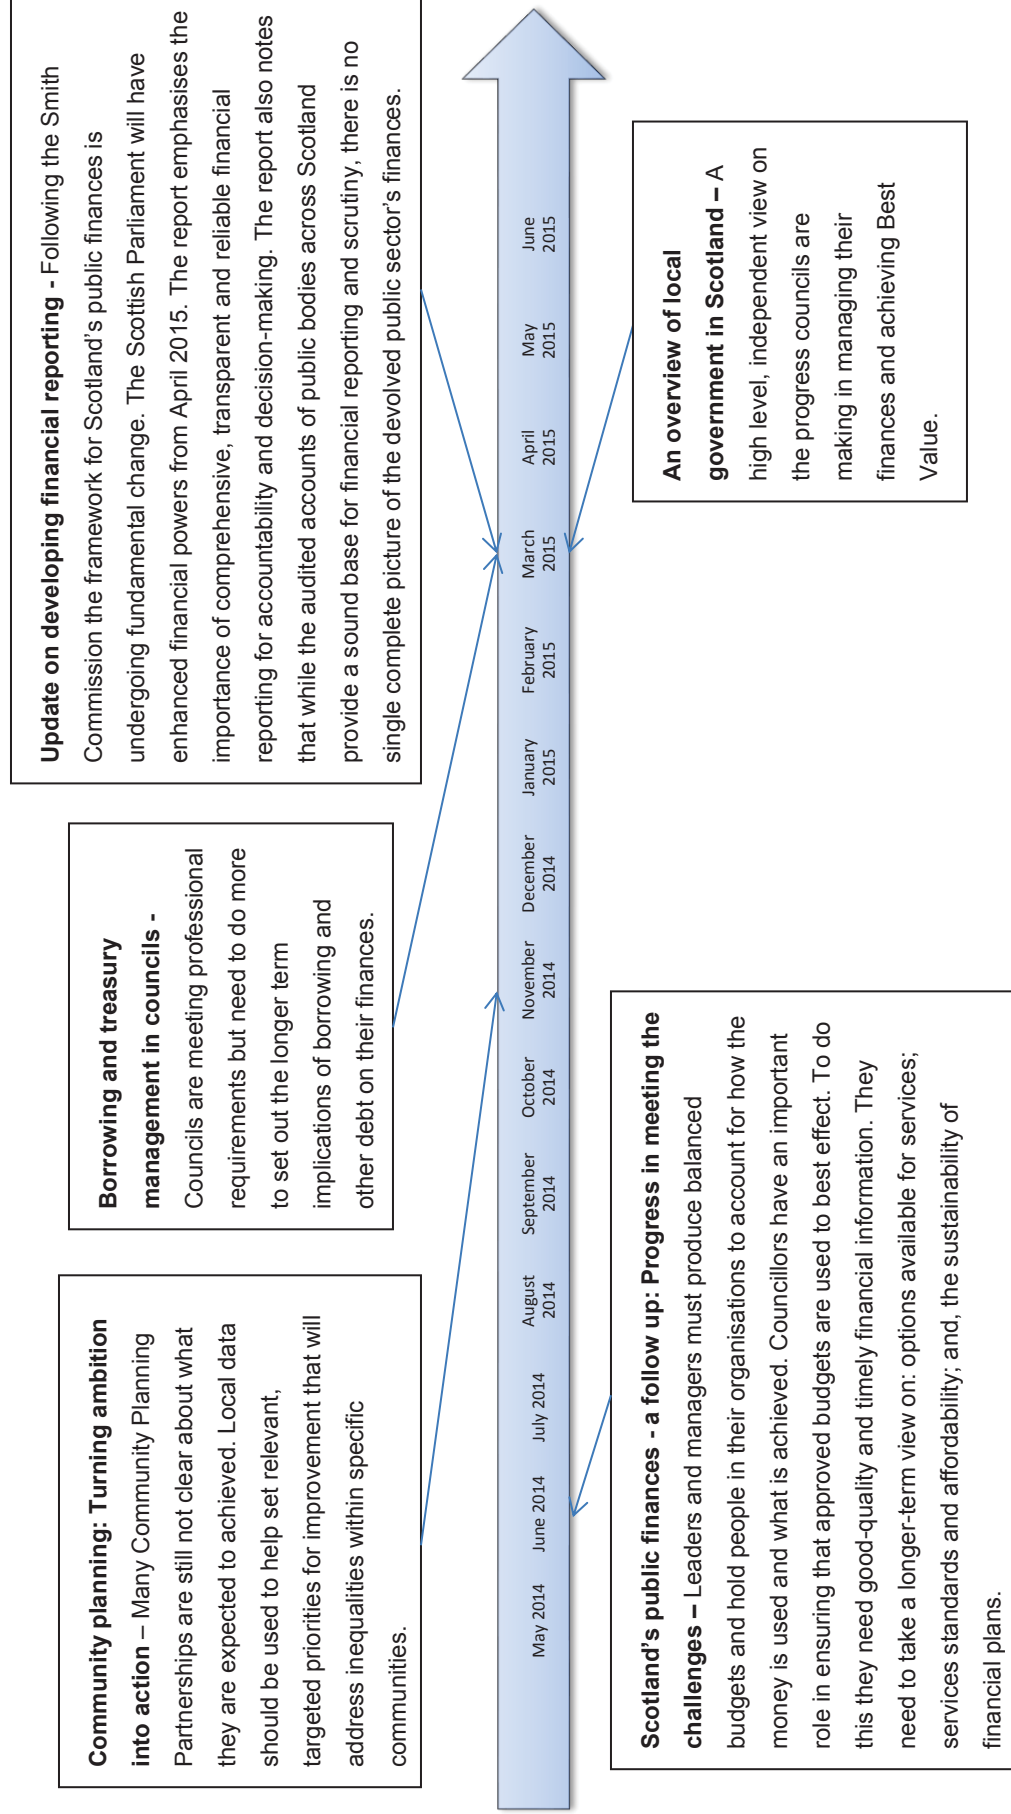 Community planning: Turning ambition
into action – Many Community Planning
Partnerships are still not clear about what
they are expected to achieved. Local data
should be used to help set relevant,
targeted priorities for improvement that will
address inequalities within specific
communities.
Borrowing and treasury
management in councils -
Councils are meeting professional
requirements but need to do more
to set out the longer term
implications of borrowing and
other debt on their finances.
Update on developing financial reporting - Following the Smith
Commission the framework for Scotland's public finances is
undergoing fundamental change. The Scottish Parliament will have
enhanced financial powers from April 2015. The report emphasises the
importance of comprehensive, transparent and reliable financial
reporting for accountability and decision-making. The report also notes
that while the audited accounts of public bodies across Scotland
provide a sound base for financial reporting and scrutiny, there is no
single complete picture of the devolved public sector's finances.
May 2014
June 2014
July 2014
August
2014
September
2014
October
2014
November
2014
December
2014
January
2015
February
2015
March
2015
April
2015
May
2015
June
2015
Scotland's public finances - a follow up: Progress in meeting the
challenges – Leaders and managers must produce balanced
budgets and hold people in their organisations to account for how the
money is used and what is achieved. Councillors have an important
role in ensuring that approved budgets are used to best effect. To do
this they need good-quality and timely financial information. They
need to take a longer-term view on: options available for services;
services standards and affordability; and, the sustainability of
financial plans.
An overview of local
government in Scotland – A
high level, independent view on
the progress councils are
making in managing their
finances and achieving Best
Value.